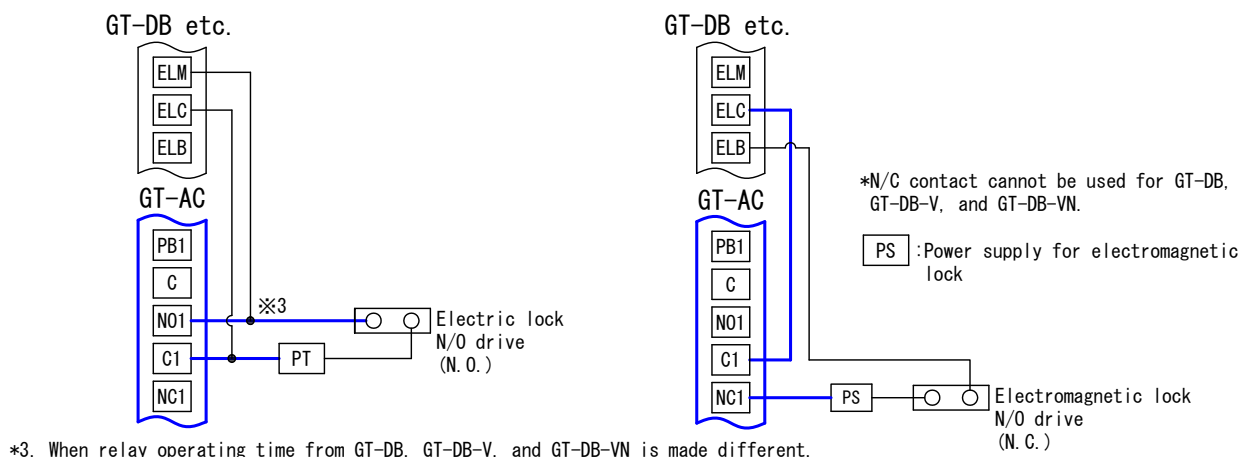 GT-DB etc.
ELM
ELC
ELB
GT-AC
PB1
C
NO1
C1
NC1
※3
PT
Electric lock
N/O drive
(N.O.)
GT-DB etc.
ELM
ELC
ELB
GT-AC
PB1
C
NO1
C1
NC1
PS
Electromagnetic lock
N/O drive
(N.C.)
*N/C contact cannot be used for GT-DB,
GT-DB-V, and GT-DB-VN.
PS :Power supply for electromagnetic
lock
*3. When relay operating time from GT-DB, GT-DB-V, and GT-DB-VN is made different.